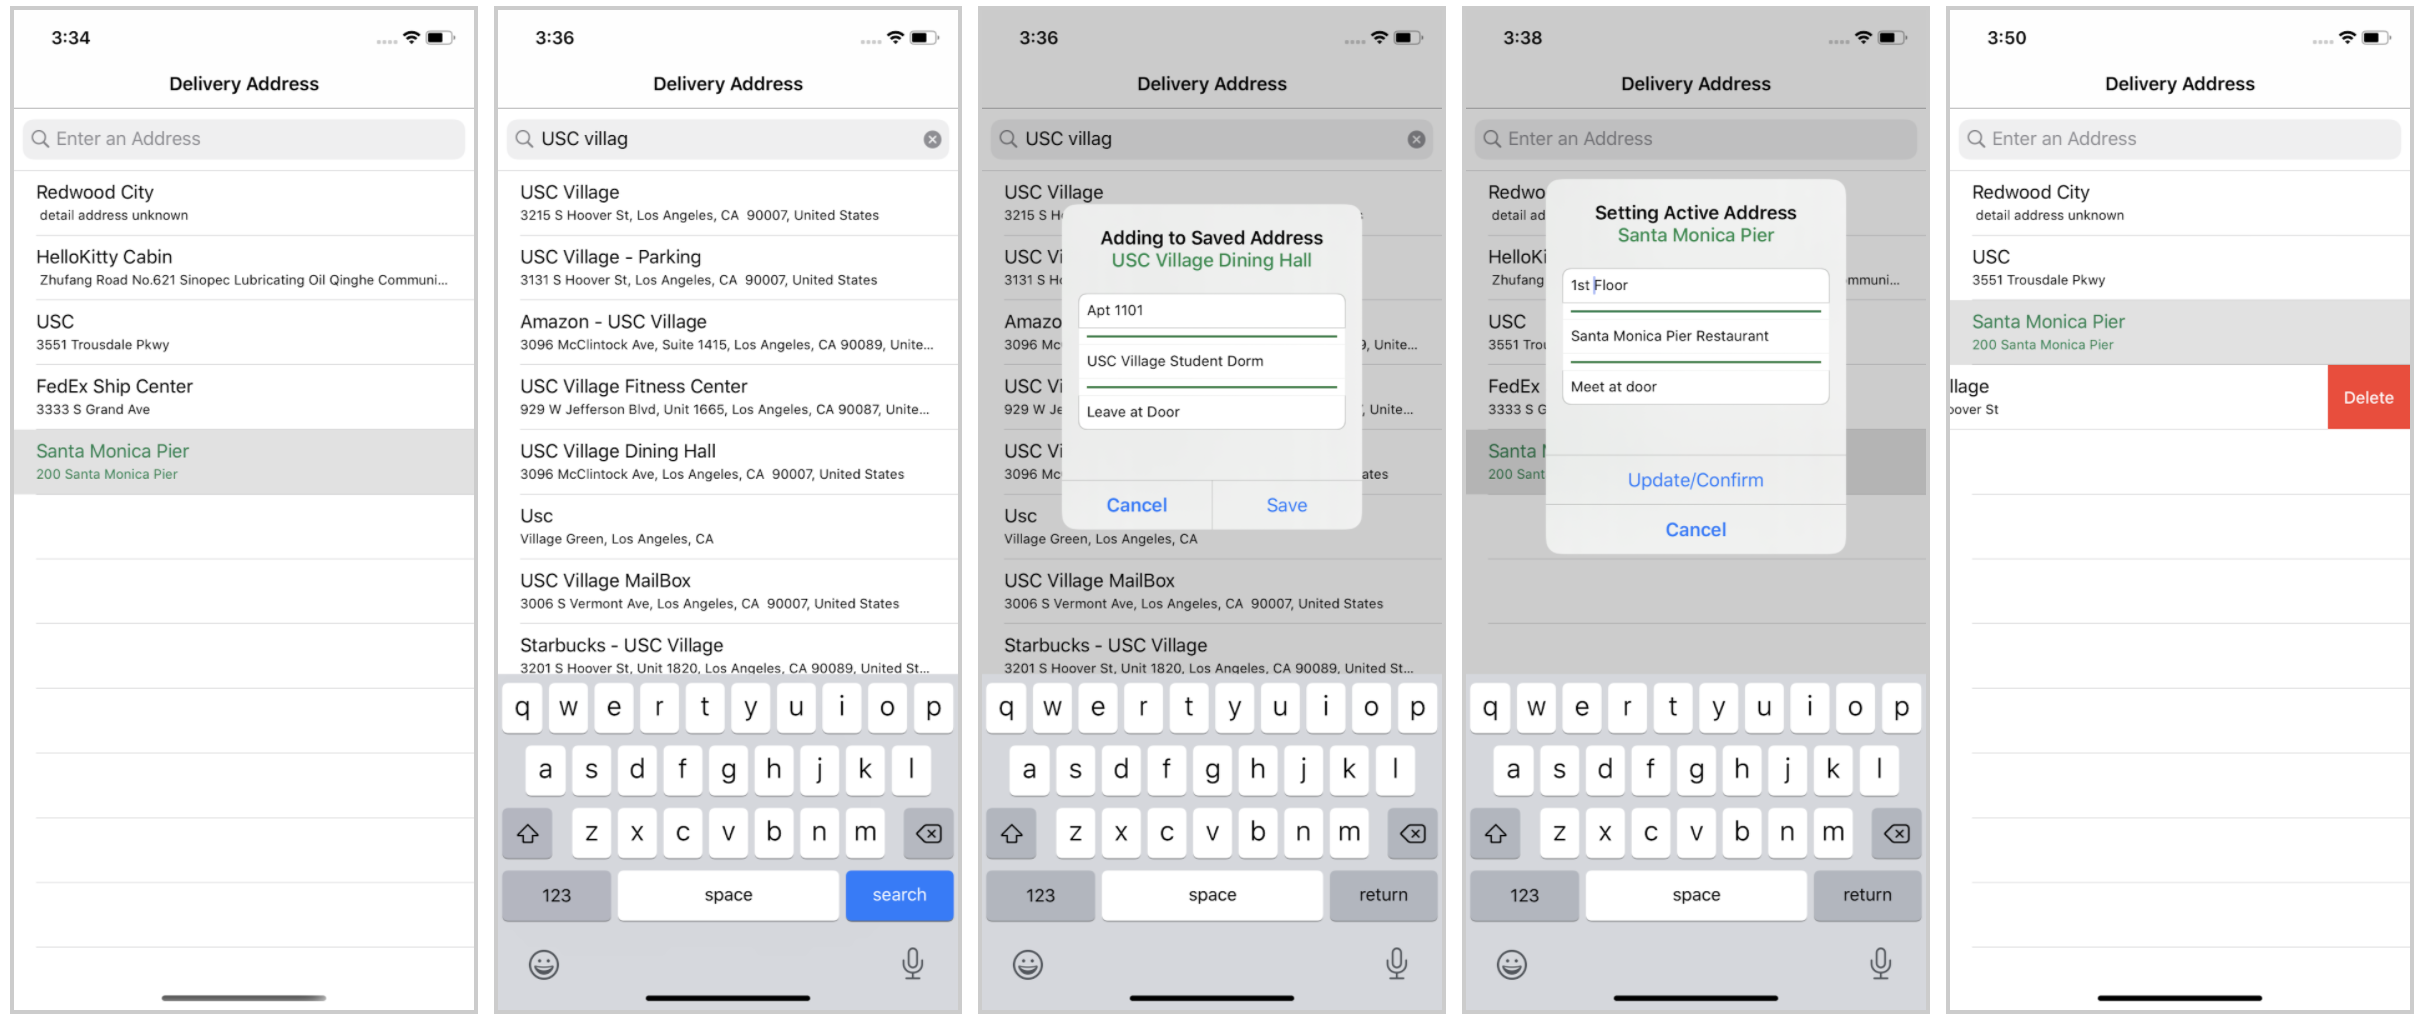 3:34
Delivery Address
Enter an Address
Redwood City
detail address unknown
HelloKitty Cabin
Zhufang Road No.621 Sinopec Lubricating Oil Qinghe Communi...
USC
3551 Trousdale Pkwy
FedEx Ship Center
3333 S Grand Ave
Santa Monica Pier
200 Santa Monica Pier
3:36
Delivery Address
USC villag
USC Village
3215 S Hoover St, Los Angeles, CA 90007, United States
USC Village - Parking
3131 S Hoover St, Los Angeles, CA 90007, United States
Amazon - USC Village
3096 McClintock Ave, Suite 1415, Los Angeles, CA 90089, Unite...
USC Village Fitness Center
929 W Jefferson Blvd, Unit 1665, Los Angeles, CA 90087, Unite...
USC Village Dining Hall
3096 McClintock Ave, Los Angeles, CA 90007, United States
Usc
Village Green, Los Angeles, CA
USC Village MailBox
3006 S Vermont Ave, Los Angeles, CA 90007, United States
Starbucks - USC Village
3201 S Hoover St, Unit 1820, Los Angeles, CA 90089, United St...
q w e r t y u i o p
a s d f g h j k l
z x c v b n m
123 space search
3:36
Delivery Address
USC villag
USC Village
3215 S H
Adding to Saved Address
USC Village Dining Hall
USC Vi
3131 S H
Apt 1101
Amazo
3096 Mc 9, Unite...
USC Village Student Dorm
USC Vi
929 W Je , Unite...
Leave at Door
USC Vi
3096 Mc ates
Cancel Save
Usc
Village Green, Los Angeles, CA
USC Village MailBox
3006 S Vermont Ave, Los Angeles, CA 90007, United States
Starbucks - USC Village
3201 S Hoover St, Unit 1820, Los Angeles, CA 90089, United St...
q w e r t y u i o p
a s d f g h j k l
z x c v b n m
123 space return
3:38
Delivery Address
Enter an Address
Redwo
detail ad
Setting Active Address
Santa Monica Pier
HelloKi
Zhufang mmuni...
1st Floor
USC
3551 Trou
Santa Monica Pier Restaurant
FedEx
3333 S G
Meet at door
Santa
200 Sant
Update/Confirm
Cancel
q w e r t y u i o p
a s d f g h j k l
z x c v b n m
123 space return
3:50
Delivery Address
Enter an Address
Redwood City
detail address unknown
USC
3551 Trousdale Pkwy
Santa Monica Pier
200 Santa Monica Pier
llage
oover St
Delete